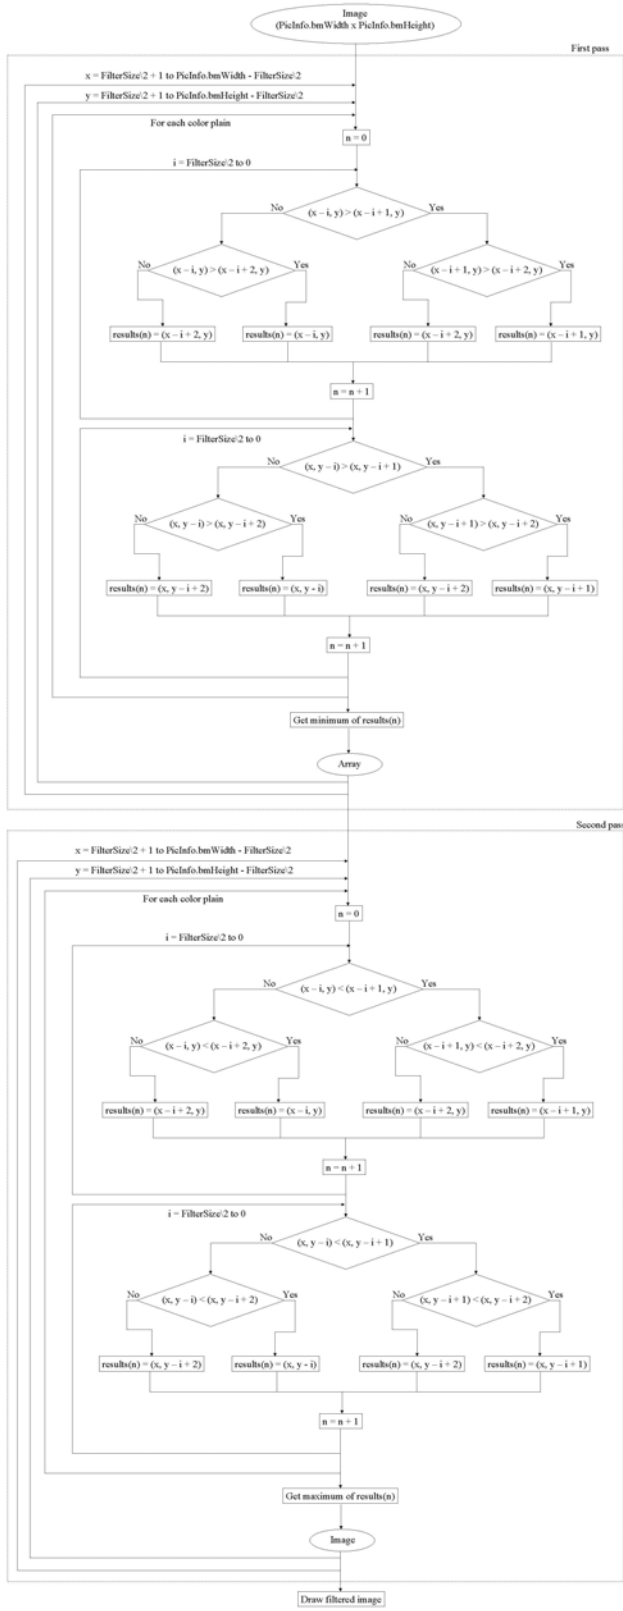 Image
(PicInfo.bmWidth x PicInfo.bmHeight)
First pass
x = FilterSize\2 + 1 to PicInfo.bmWidth - FilterSize\2
y = FilterSize\2 + 1 to PicInfo.bmHeight - FilterSize\2
For each color plain
n = 0
i = FilterSize\2 to 0
(x – i, y) > (x – i + 1, y)
No
Yes
(x – i, y) > (x – i + 2, y)
No
Yes
(x – i + 1, y) > (x – i + 2, y)
No
Yes
results(n) = (x – i + 2, y)
results(n) = (x – i, y)
results(n) = (x – i + 2, y)
results(n) = (x – i + 1, y)
n = n + 1
i = FilterSize\2 to 0
(x, y – i) > (x, y – i + 1)
No
Yes
(x, y – i) > (x, y – i + 2)
No
Yes
(x, y – i + 1) > (x, y – i + 2)
No
Yes
results(n) = (x, y – i + 2)
results(n) = (x, y - i)
results(n) = (x, y – i + 2)
results(n) = (x, y – i + 1)
n = n + 1
Get minimum of results(n)
Array
Second pass
x = FilterSize\2 + 1 to PicInfo.bmWidth - FilterSize\2
y = FilterSize\2 + 1 to PicInfo.bmHeight - FilterSize\2
For each color plain
n = 0
i = FilterSize\2 to 0
(x – i, y) < (x – i + 1, y)
No
Yes
(x – i, y) < (x – i + 2, y)
No
Yes
(x – i + 1, y) < (x – i + 2, y)
No
Yes
results(n) = (x – i + 2, y)
results(n) = (x – i, y)
results(n) = (x – i + 2, y)
results(n) = (x – i + 1, y)
n = n + 1
i = FilterSize\2 to 0
(x, y – i) < (x, y – i + 1)
No
Yes
(x, y – i) < (x, y – i + 2)
No
Yes
(x, y – i + 1) < (x, y – i + 2)
No
Yes
results(n) = (x, y – i + 2)
results(n) = (x, y - i)
results(n) = (x, y – i + 2)
results(n) = (x, y – i + 1)
n = n + 1
Get maximum of results(n)
Image
Draw filtered image